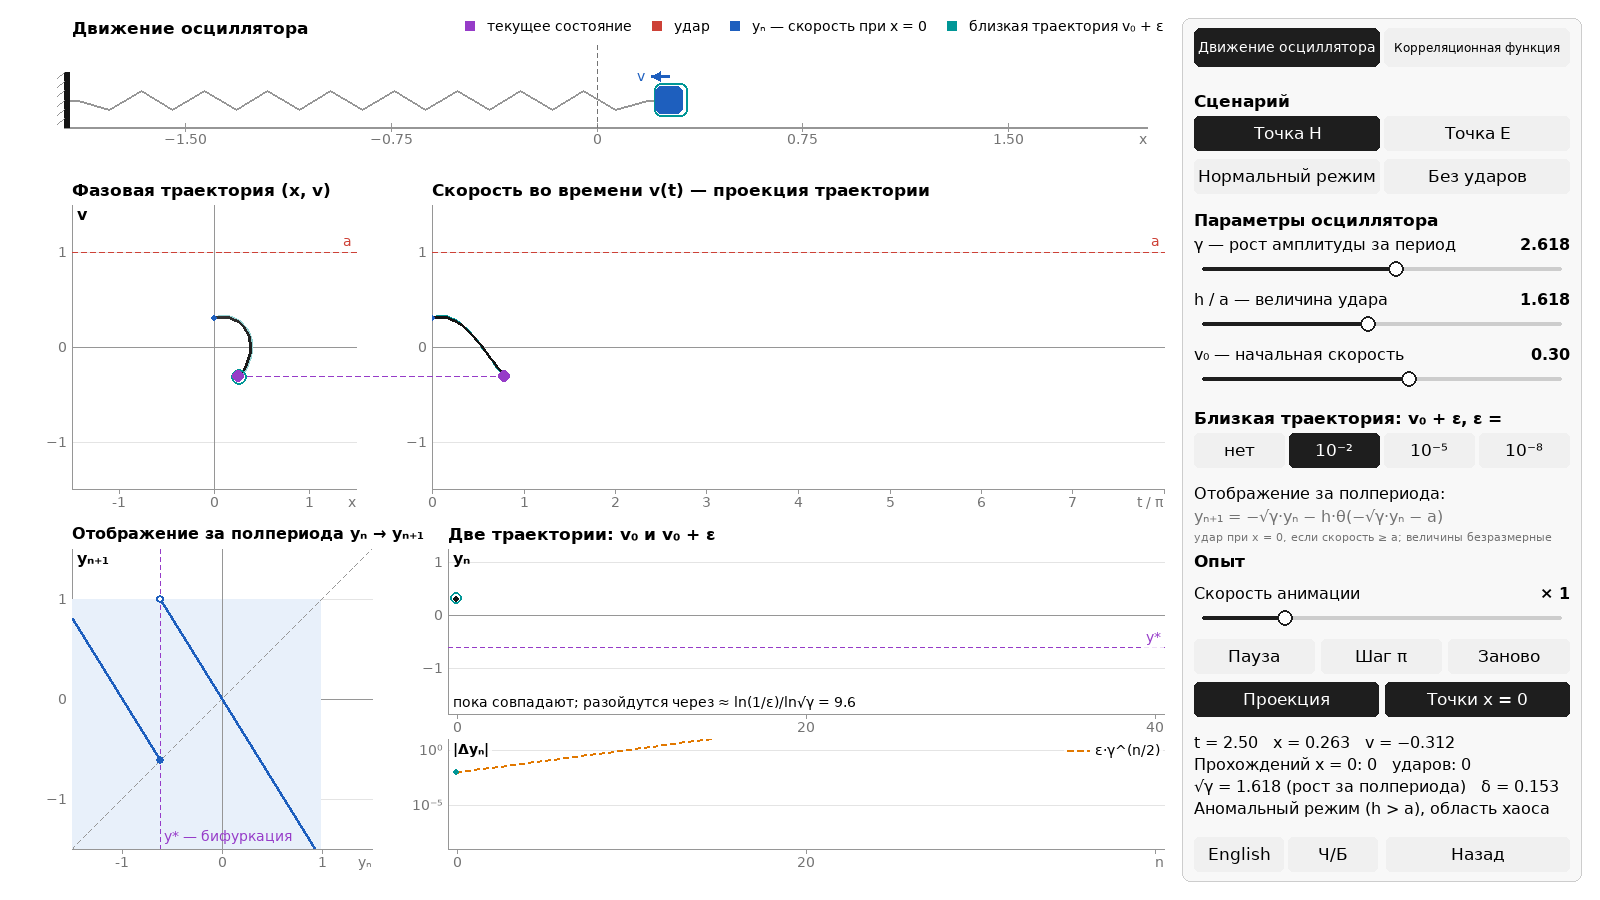 Движение осциллятора
текущее состояние
удар
yₙ — скорость при x = 0
близкая траектория v₀ + ε
v
−1.50
−0.75
0
0.75
1.50
x
Фазовая траектория (x, v)
v
a
1
0
−1
-1
0
1
x
Скорость во времени v(t) — проекция траектории
a
1
0
−1
0
1
2
3
4
5
6
7
t / π
Отображение за полпериода yₙ → yₙ₊₁
yₙ₊₁
1
0
−1
y* — бифуркация
-1
0
1
yₙ
Две траектории: v₀ и v₀ + ε
yₙ
1
0
−1
y*
пока совпадают; разойдутся через ≈ ln(1/ε)/ln√γ = 9.6
0
20
40
|Δyₙ|
10⁰
10⁻⁵
ε·γ^(n/2)
0
20
n
Движение осциллятора
Корреляционная функция
Сценарий
Точка H
Точка E
Нормальный режим
Без ударов
Параметры осциллятора
γ — рост амплитуды за период 2.618
h / a — величина удара 1.618
v₀ — начальная скорость 0.30
Близкая траектория: v₀ + ε, ε =
нет
10⁻²
10⁻⁵
10⁻⁸
Отображение за полпериода:
yₙ₊₁ = −√γ·yₙ − h·θ(−√γ·yₙ − a)
удар при x = 0, если скорость ≥ a; величины безразмерные
Опыт
Скорость анимации × 1
Пауза
Шаг π
Заново
Проекция
Точки x = 0
t = 2.50 x = 0.263 v = −0.312
Прохождений x = 0: 0 ударов: 0
√γ = 1.618 (рост за полпериода) δ = 0.153
Аномальный режим (h > a), область хаоса
English
Ч/Б
Назад